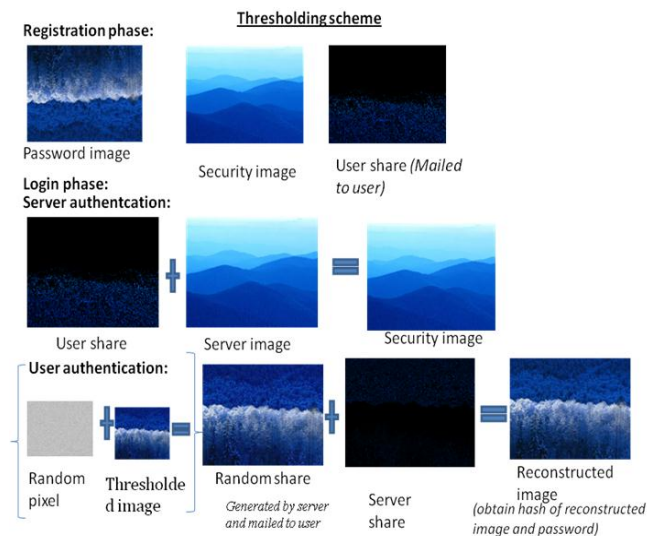 Thresholding scheme
Registration phase:
Password image
Security image
User share (Mailed
to user)
Login phase:
Server authentcation:
User share
Server image
Security image
User authentication:
Random
pixel
Thresholde
d image
Random share
Generated by server
and mailed to user
Server
share
Reconstructed
image
(obtain hash of reconstructed
image and password)